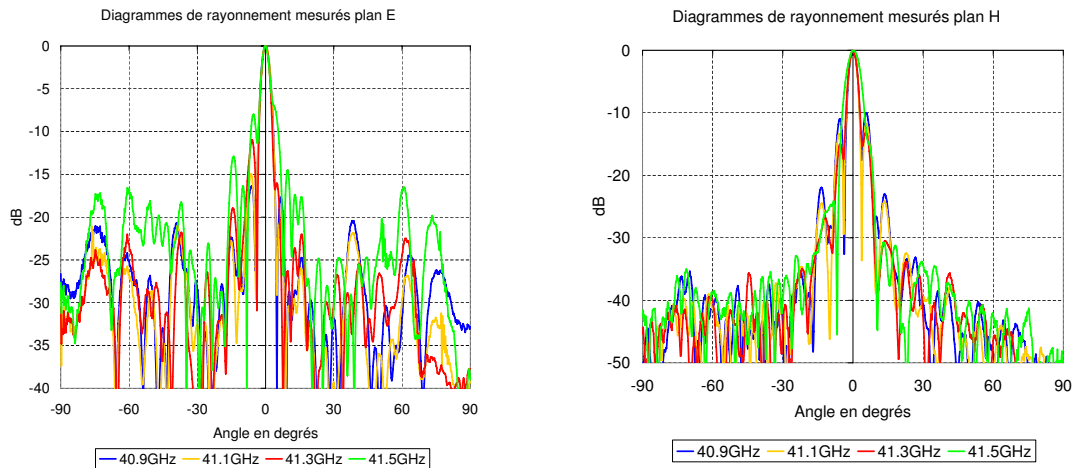 Diagrammes de rayonnement mesurés plan E
0
-5
-10
-15
-20
-25
-30
-35
-40
dB
-90 -60 -30 0 30 60 90
Angle en degrés
40.9GHz 41.1GHz 41.3GHz 41.5GHz
Diagrammes de rayonnement mesurés plan H
0
-10
-20
-30
-40
-50
dB
-90 -60 -30 0 30 60 90
Angle en degrés
40.9GHz 41.1GHz 41.3GHz 41.5GHz